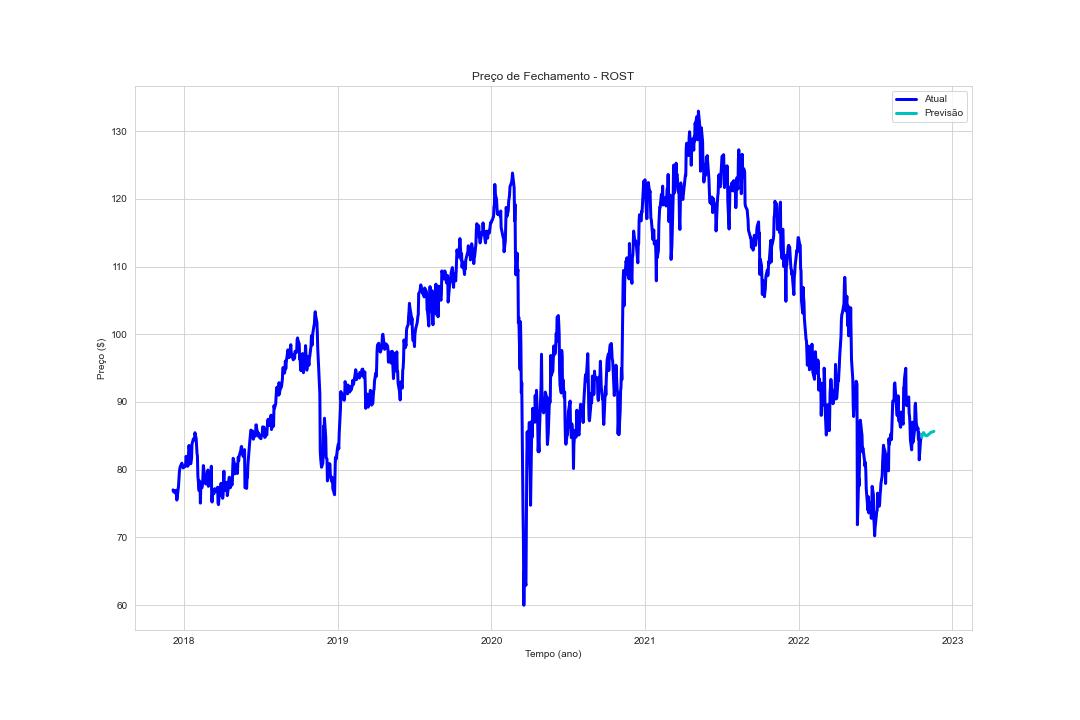 Preço de Fechamento - ROST
Atual
Previsão
130
120
110
100
90
80
70
60
Preço ($)
2018
2019
2020
2021
2022
2023
Tempo (ano)